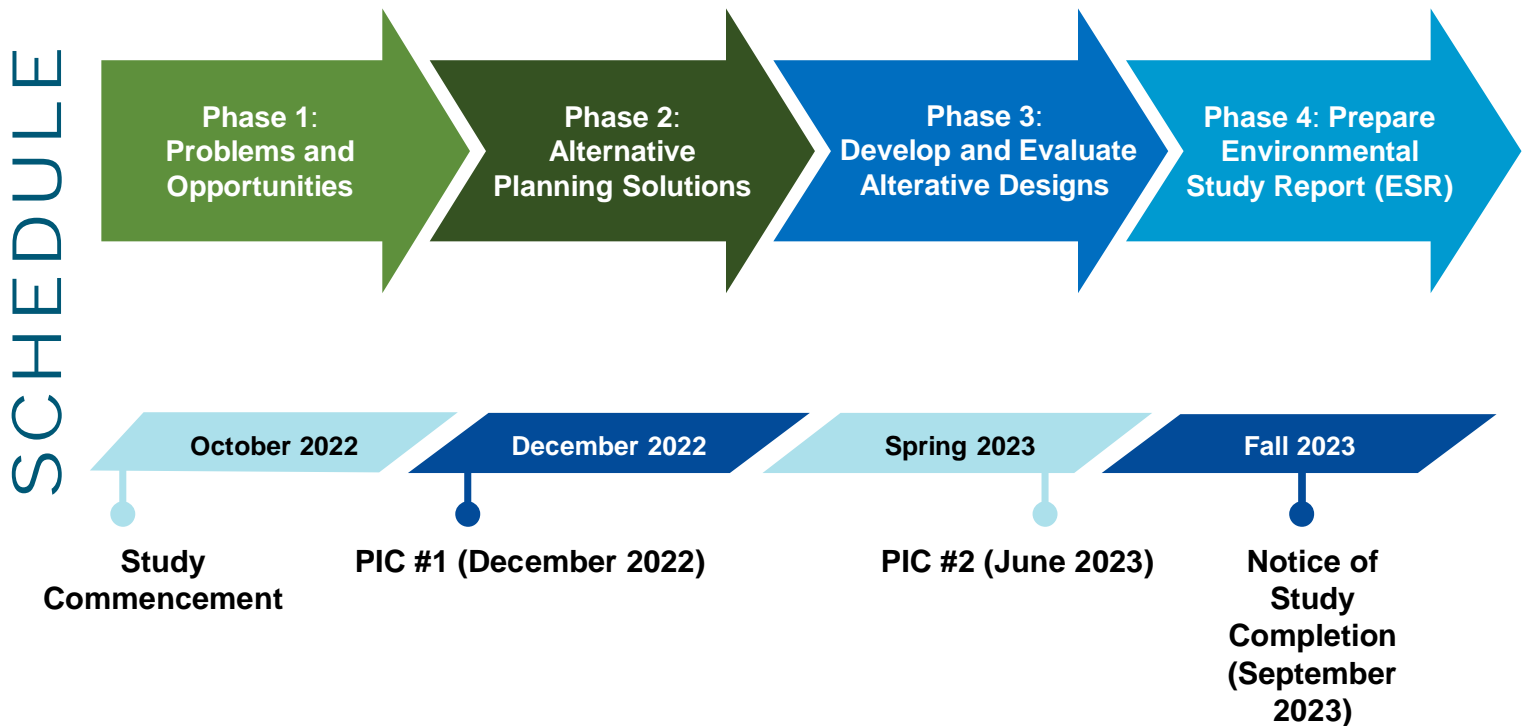 SCHEDULE
Phase 1:
Problems and
Opportunities
Phase 2:
Alternative
Planning Solutions
Phase 3:
Develop and Evaluate
Alterative Designs
Phase 4: Prepare
Environmental
Study Report (ESR)
October 2022
December 2022
Spring 2023
Fall 2023
Study
Commencement
PIC #1 (December 2022)
PIC #2 (June 2023)
Notice of
Study
Completion
(September
2023)